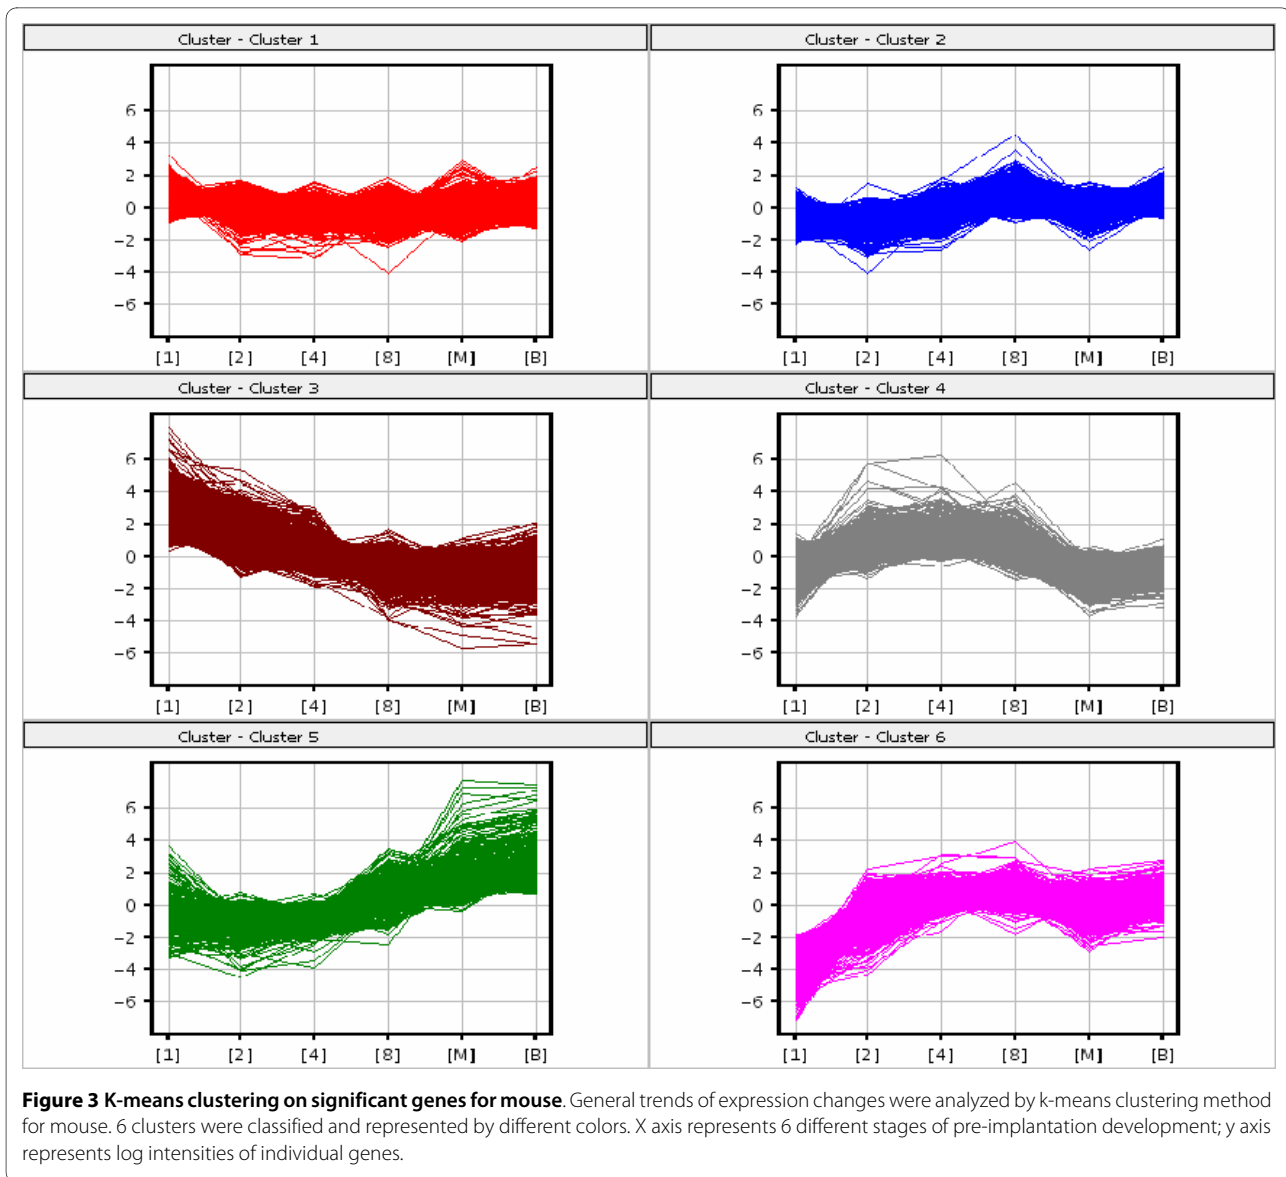 Cluster - Cluster 1
6
4
2
0
−2
−4
−6
[1] [2] [4] [8] [M] [B]
Cluster - Cluster 2
6
4
2
0
−2
−4
−6
[1] [2] [4] [8] [M] [B]
Cluster - Cluster 3
6
4
2
0
−2
−4
−6
[1] [2] [4] [8] [M] [B]
Cluster - Cluster 4
6
4
2
0
−2
−4
−6
[1] [2] [4] [8] [M] [B]
Cluster - Cluster 5
6
4
2
0
−2
−4
−6
[1] [2] [4] [8] [M] [B]
Cluster - Cluster 6
6
4
2
0
−2
−4
−6
[1] [2] [4] [8] [M] [B]
Figure 3 K-means clustering on significant genes for mouse. General trends of expression changes were analyzed by k-means clustering method
for mouse. 6 clusters were classified and represented by different colors. X axis represents 6 different stages of pre-implantation development; y axis
represents log intensities of individual genes.